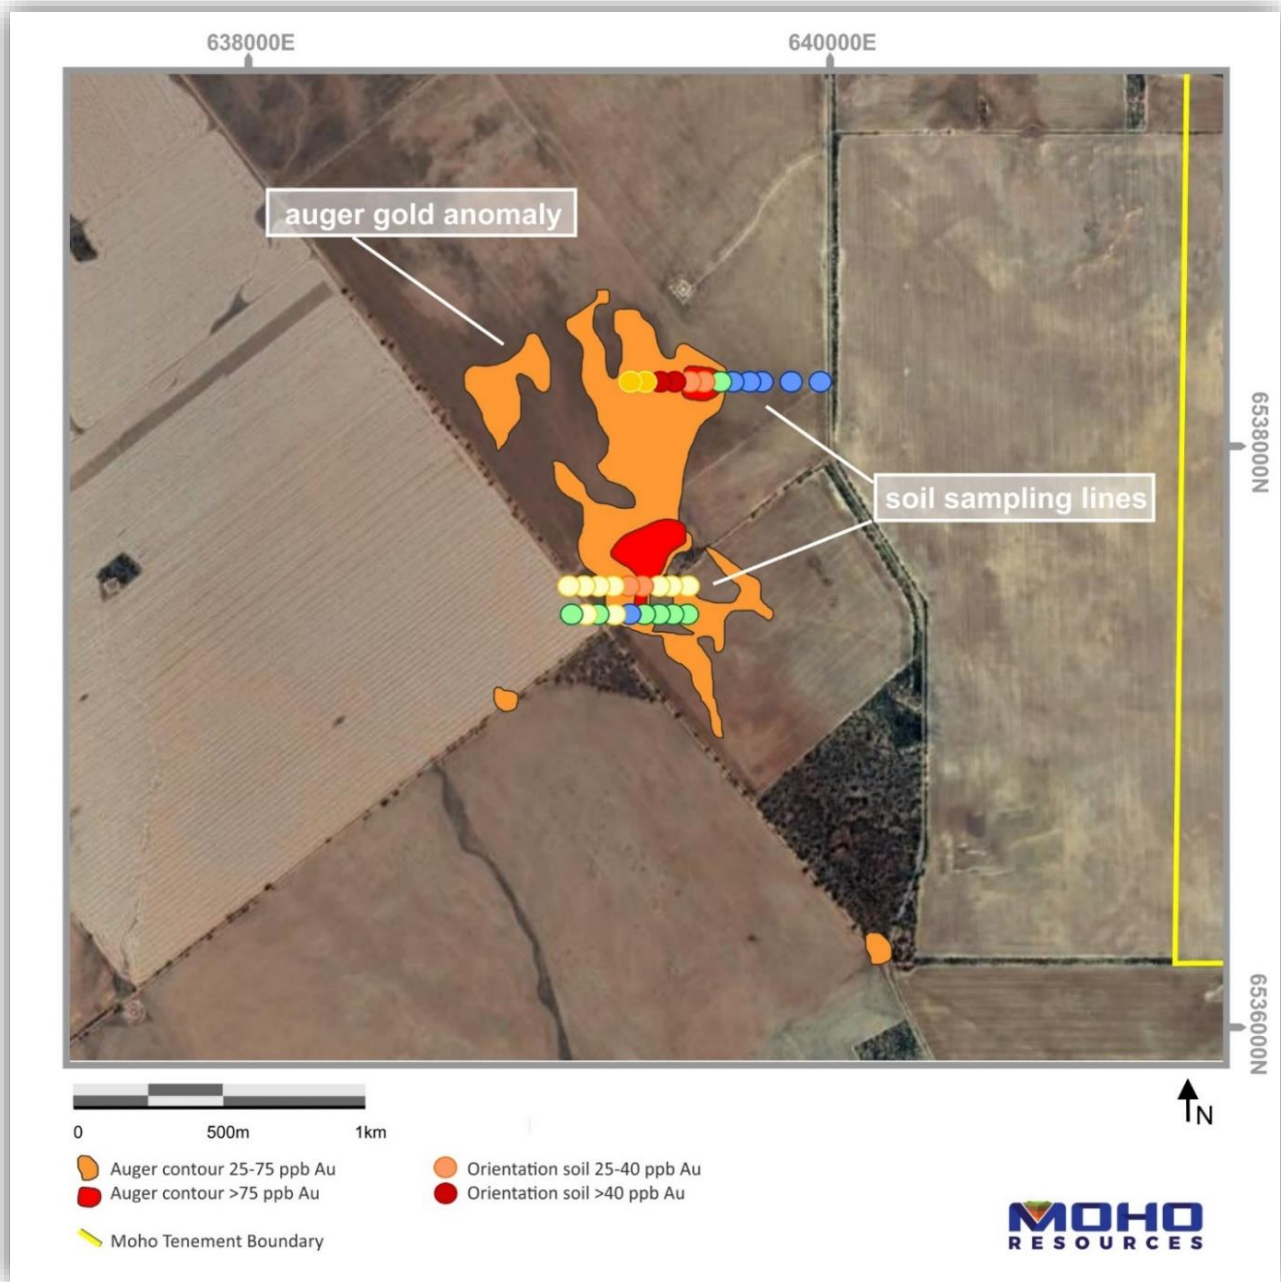 638000E
640000E
auger gold anomaly
6538000N
soil sampling lines
6536000N
0
500m
1km
N
Auger contour 25-75 ppb Au
Auger contour >75 ppb Au
Moho Tenement Boundary
Orientation soil 25-40 ppb Au
Orientation soil >40 ppb Au
MOHO
RESOURCES